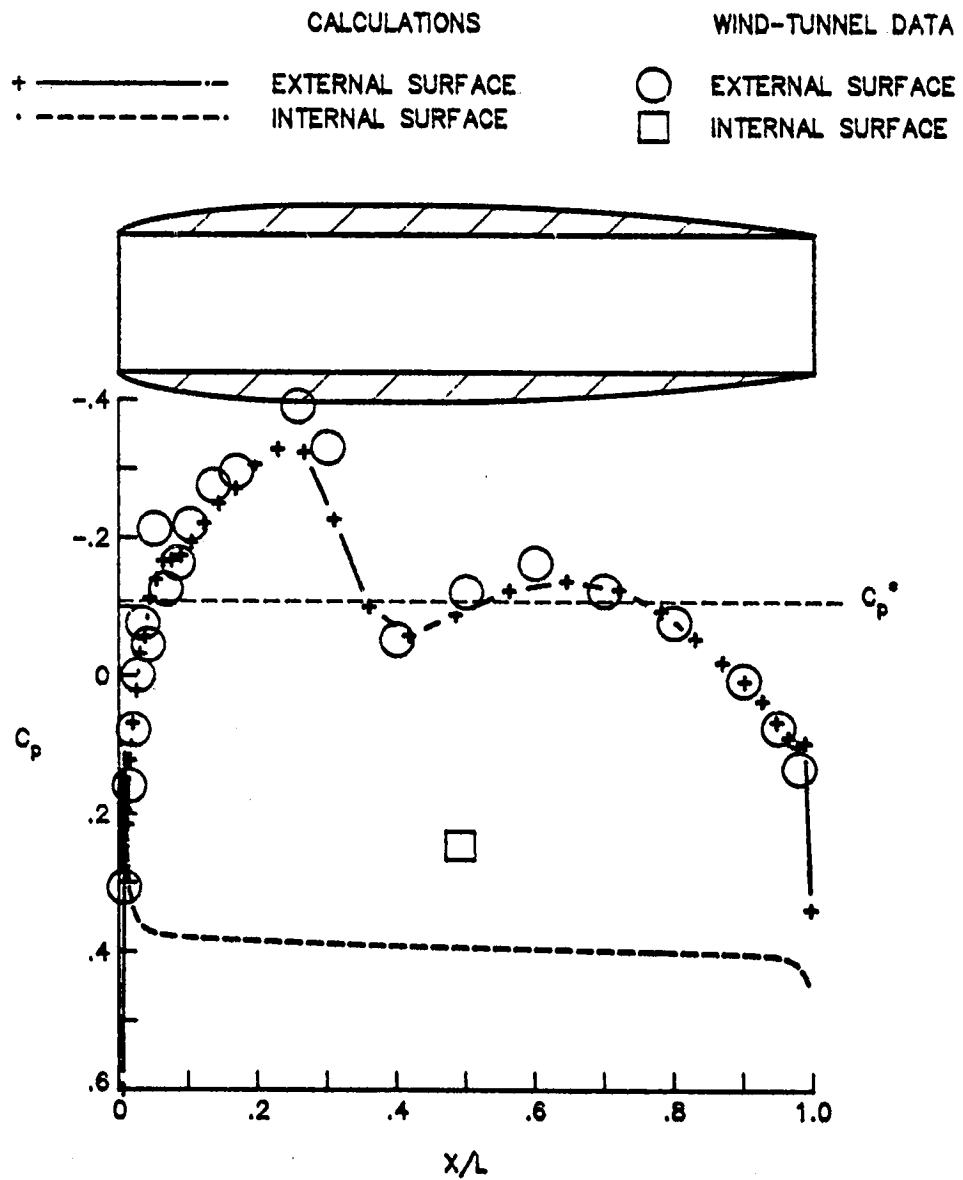 CALCULATIONS WIND-TUNNEL DATA
EXTERNAL SURFACE EXTERNAL SURFACE
INTERNAL SURFACE INTERNAL SURFACE
-.4
-.2
Cp*
0
Cp
.2
.4
.6
0 .2 .4 .6 .8 1.0
X/L